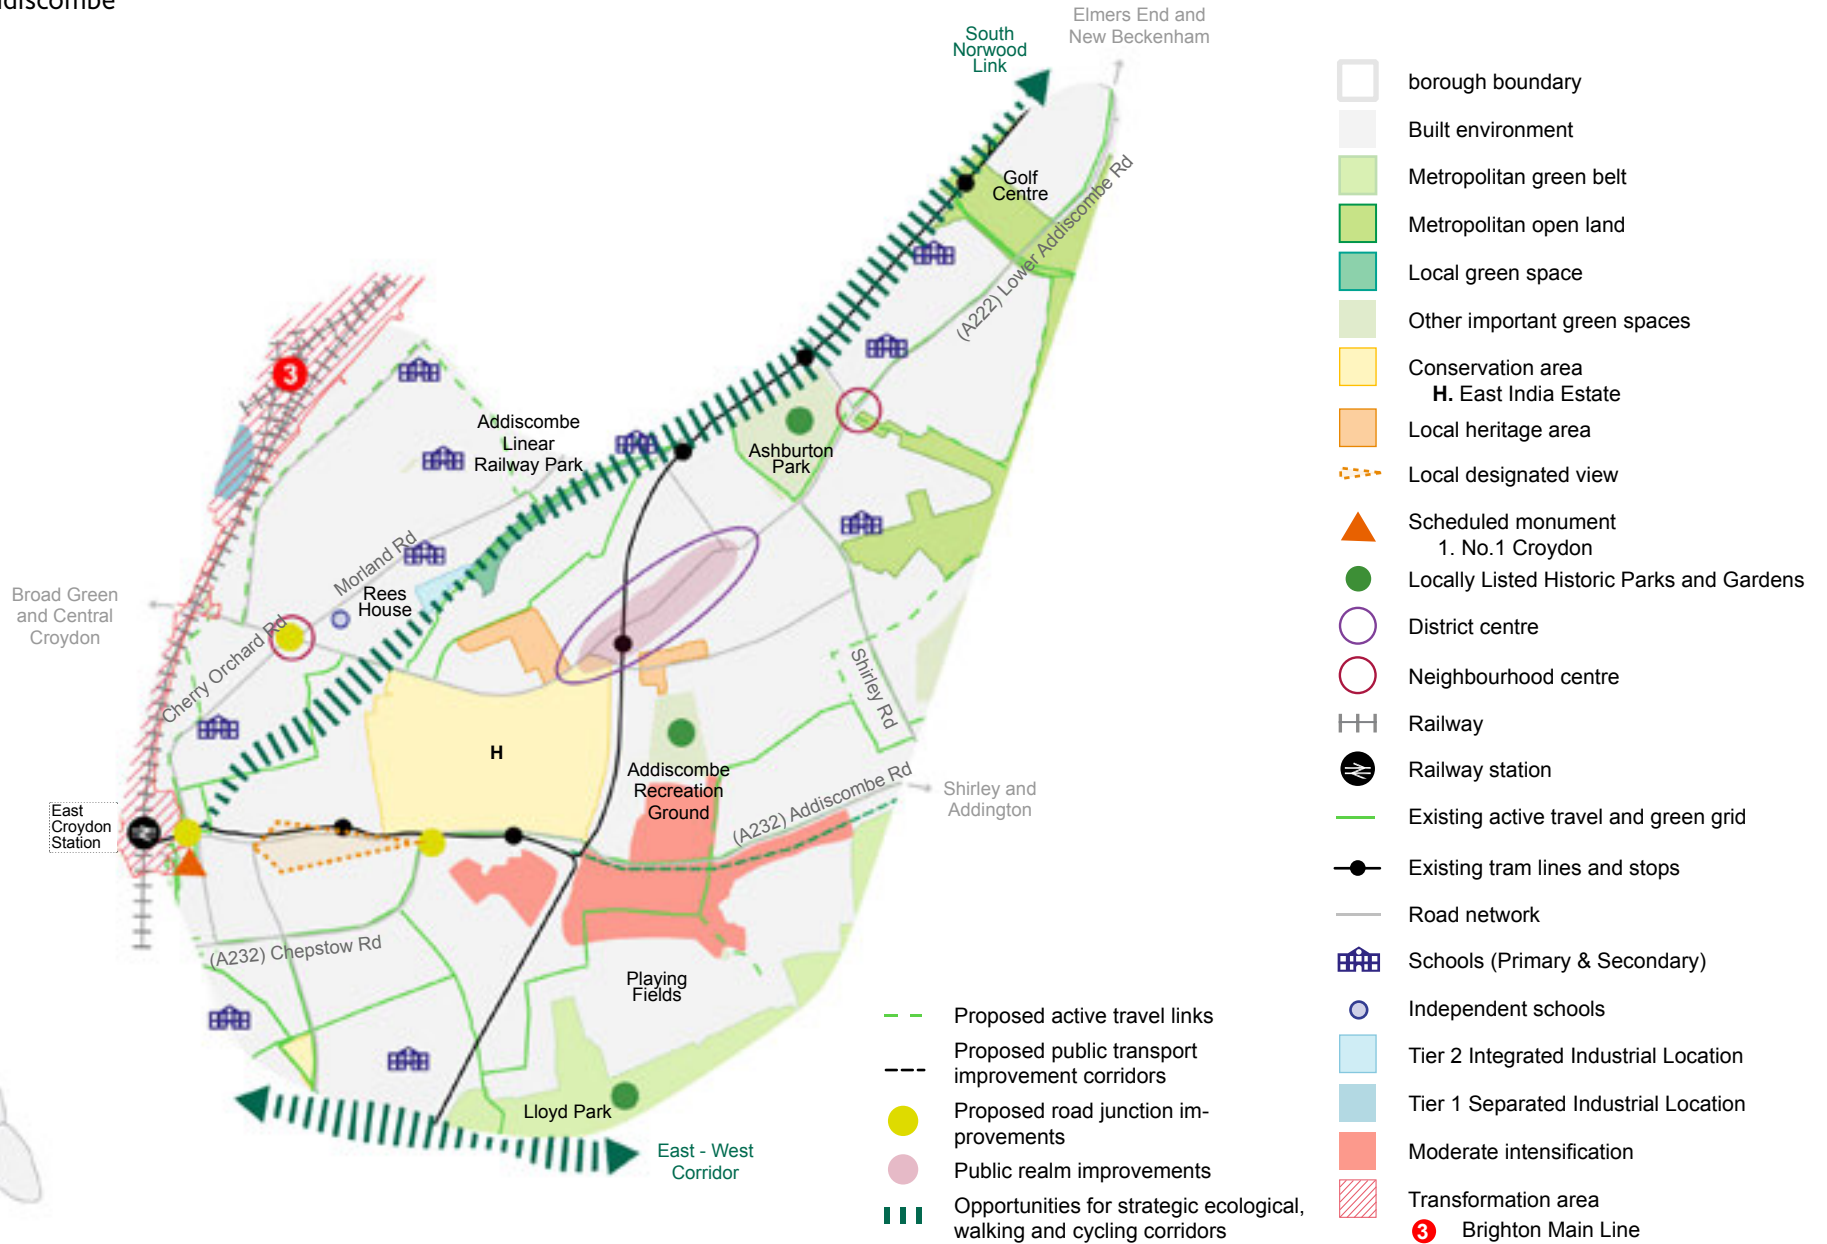 Elmers End and
New Beckenham
South
Norwood
Link
Golf
Centre
(A222) Lower Addiscombe Rd
3
Addiscombe
Linear
Railway Park
Ashburton
Park
Morland Rd
Rees
House
Broad Green
and Central
Croydon
Cherry Orchard Rd
Shirley Rd
H
Addiscombe
Recreation
Ground
(A232) Addiscombe Rd
Shirley and
Addington
East
Croydon
Station
(A232) Chepstow Rd
Playing
Fields
Lloyd Park
East - West
Corridor
Proposed active travel links
Proposed public transport
improvement corridors
Proposed road junction im-
provements
Public realm improvements
Opportunities for strategic ecological,
walking and cycling corridors
borough boundary
Built environment
Metropolitan green belt
Metropolitan open land
Local green space
Other important green spaces
Conservation area
H. East India Estate
Local heritage area
Local designated view
Scheduled monument
1. No.1 Croydon
Locally Listed Historic Parks and Gardens
District centre
Neighbourhood centre
Railway
Railway station
Existing active travel and green grid
Existing tram lines and stops
Road network
Schools (Primary & Secondary)
Independent schools
Tier 2 Integrated Industrial Location
Tier 1 Separated Industrial Location
Moderate intensification
Transformation area
3 Brighton Main Line